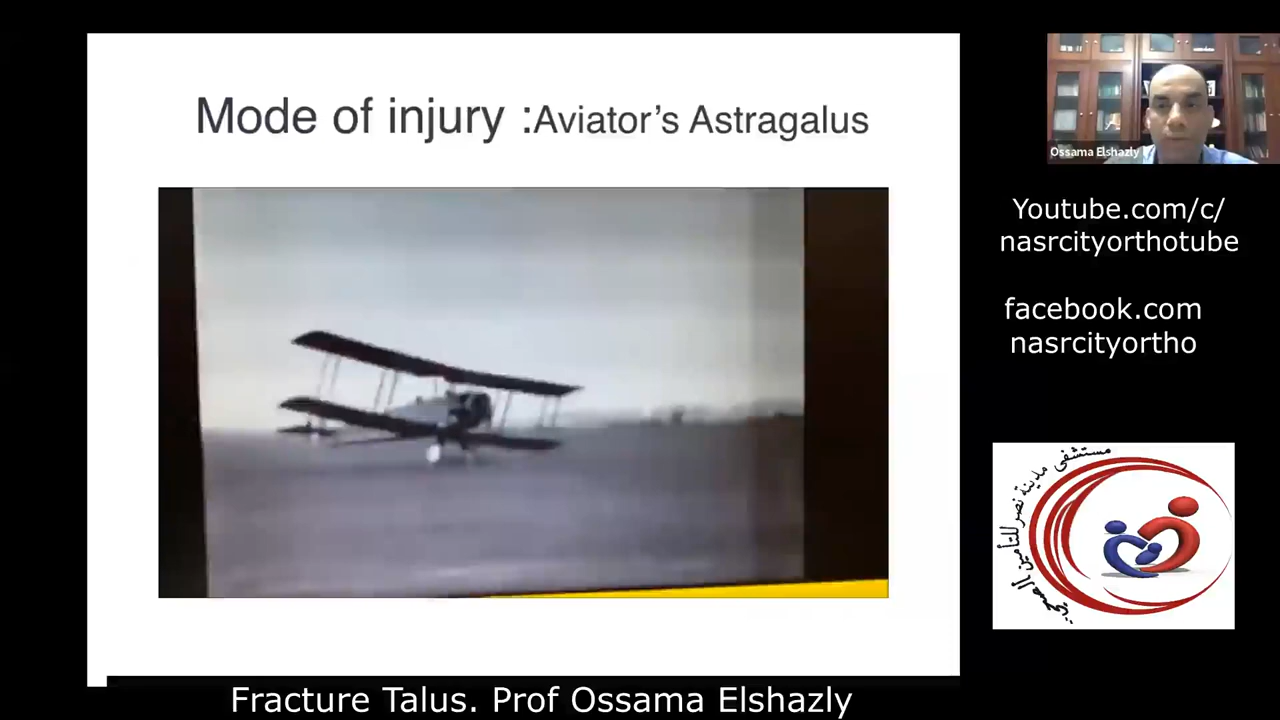 Mode of injury :Aviator's Astragalus
Ossama Elshazly
Youtube.com/c/
nasrcityorthotube
facebook.com
nasrcityortho
مستشفى مدينة نصر للتأمين الصحي
Fracture Talus. Prof Ossama Elshazly